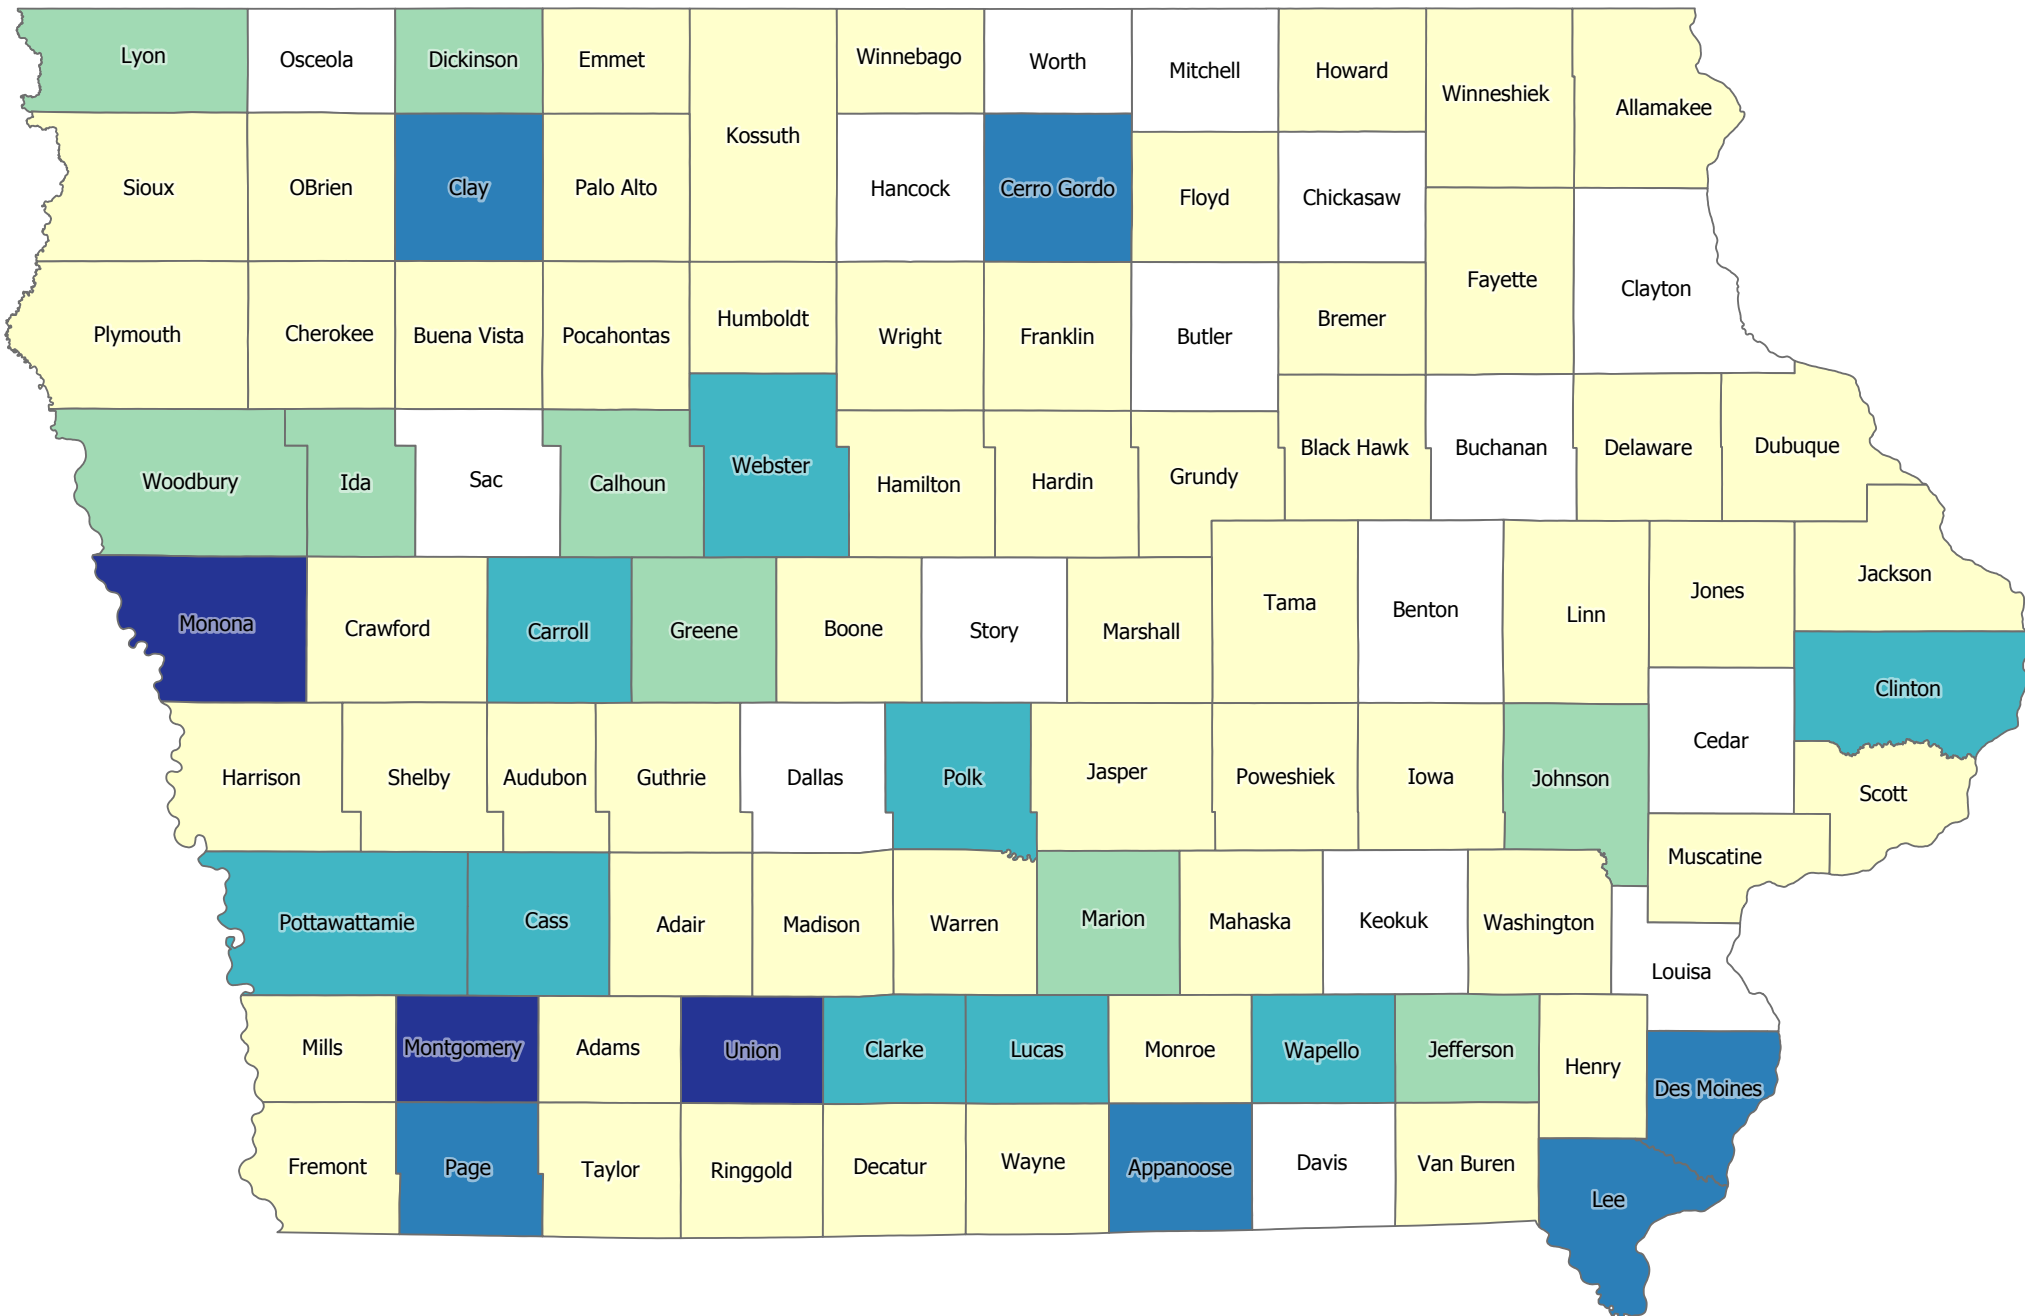 Lyon
Osceola
Dickinson
Emmet
Winnebago
Worth
Mitchell
Howard
Winneshiek
Allamakee
Kossuth
Sioux
OBrien
Clay
Palo Alto
Hancock
Cerro Gordo
Floyd
Chickasaw
Fayette
Clayton
Plymouth
Cherokee
Buena Vista
Pocahontas
Humboldt
Wright
Franklin
Butler
Bremer
Woodbury
Ida
Sac
Calhoun
Webster
Hamilton
Hardin
Grundy
Black Hawk
Buchanan
Delaware
Dubuque
Monona
Crawford
Carroll
Greene
Boone
Story
Marshall
Tama
Benton
Linn
Jones
Jackson
Clinton
Harrison
Shelby
Audubon
Guthrie
Dallas
Polk
Jasper
Poweshiek
Iowa
Johnson
Cedar
Scott
Muscatine
Pottawattamie
Cass
Adair
Madison
Warren
Marion
Mahaska
Keokuk
Washington
Louisa
Mills
Montgomery
Adams
Union
Clarke
Lucas
Monroe
Wapello
Jefferson
Henry
Des Moines
Fremont
Page
Taylor
Ringgold
Decatur
Wayne
Appanoose
Davis
Van Buren
Lee